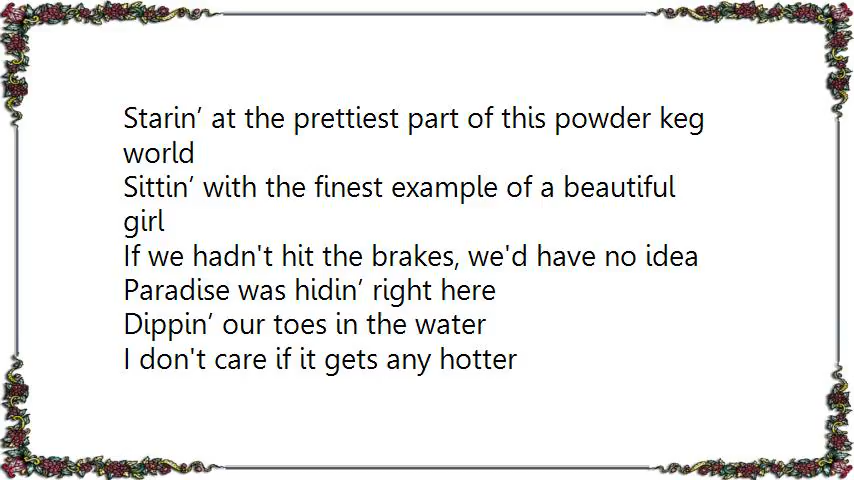 Starin’ at the prettiest part of this powder keg
world
Sittin’ with the finest example of a beautiful
girl
If we hadn't hit the brakes, we'd have no idea
Paradise was hidin’ right here
Dippin’ our toes in the water
I don't care if it gets any hotter